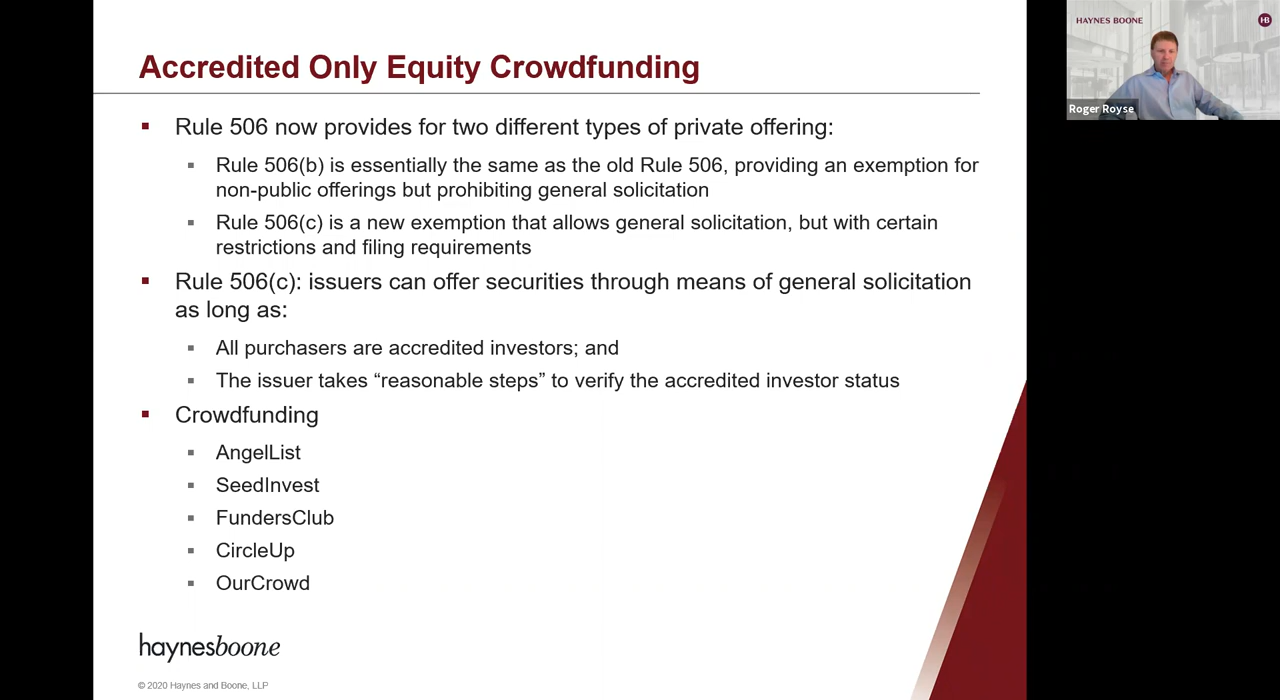 Accredited Only Equity Crowdfunding
Rule 506 now provides for two different types of private offering:
Rule 506(b) is essentially the same as the old Rule 506, providing an exemption for
non-public offerings but prohibiting general solicitation
Rule 506(c) is a new exemption that allows general solicitation, but with certain
restrictions and filing requirements
Rule 506(c): issuers can offer securities through means of general solicitation
as long as:
All purchasers are accredited investors; and
The issuer takes “reasonable steps” to verify the accredited investor status
Crowdfunding
AngelList
SeedInvest
FundersClub
CircleUp
OurCrowd
haynesboone
© 2020 Haynes and Boone, LLP
HAYNES BOONE
HB
Roger Royse